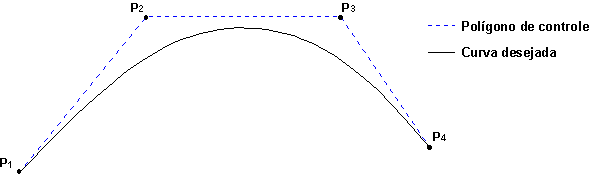 P2
P3
Polígono de controle
Curva desejada
P4
P1